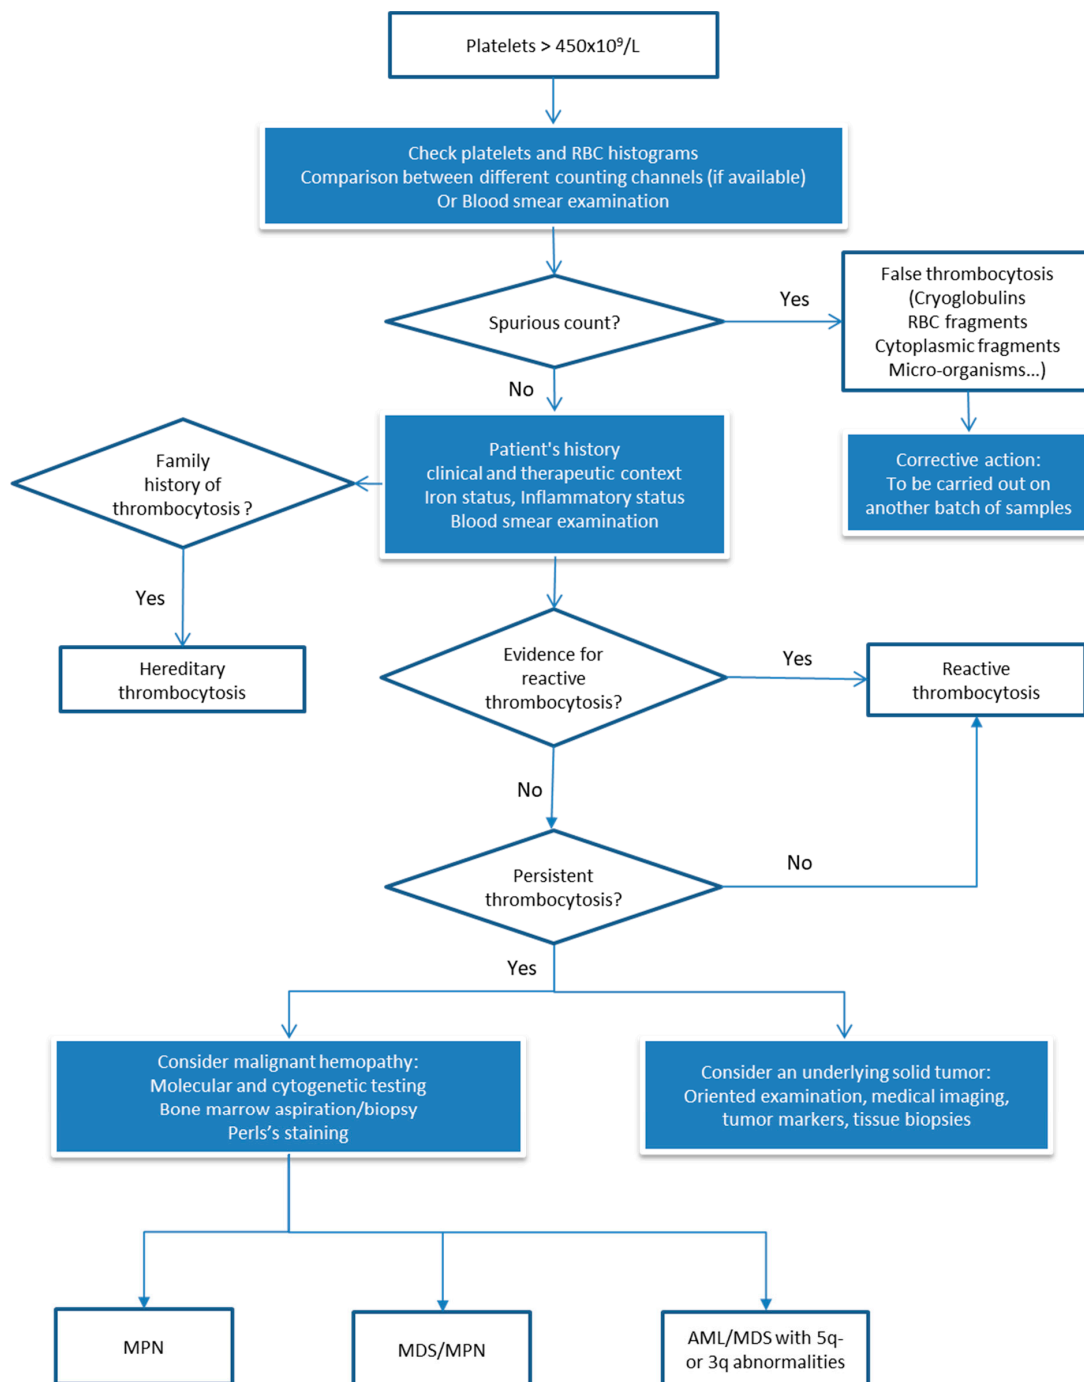 Platelets > 450x10⁹/L
Check platelets and RBC histograms
Comparison between different counting channels (if available)
Or Blood smear examination
Spurious count?
Yes
False thrombocytosis
(Cryoglobulins
RBC fragments
Cytoplasmic fragments
Micro-organisms...)
No
Corrective action:
To be carried out on
another batch of samples
Patient's history
clinical and therapeutic context
Iron status, Inflammatory status
Blood smear examination
Family
history of
thrombocytosis ?
Yes
Hereditary
thrombocytosis
Evidence for
reactive
thrombocytosis?
Yes
Reactive
thrombocytosis
No
Persistent
thrombocytosis?
No
Yes
Consider malignant hemopathy:
Molecular and cytogenetic testing
Bone marrow aspiration/biopsy
Perls's staining
Consider an underlying solid tumor:
Oriented examination, medical imaging,
tumor markers, tissue biopsies
MPN
MDS/MPN
AML/MDS with 5q-
or 3q abnormalities